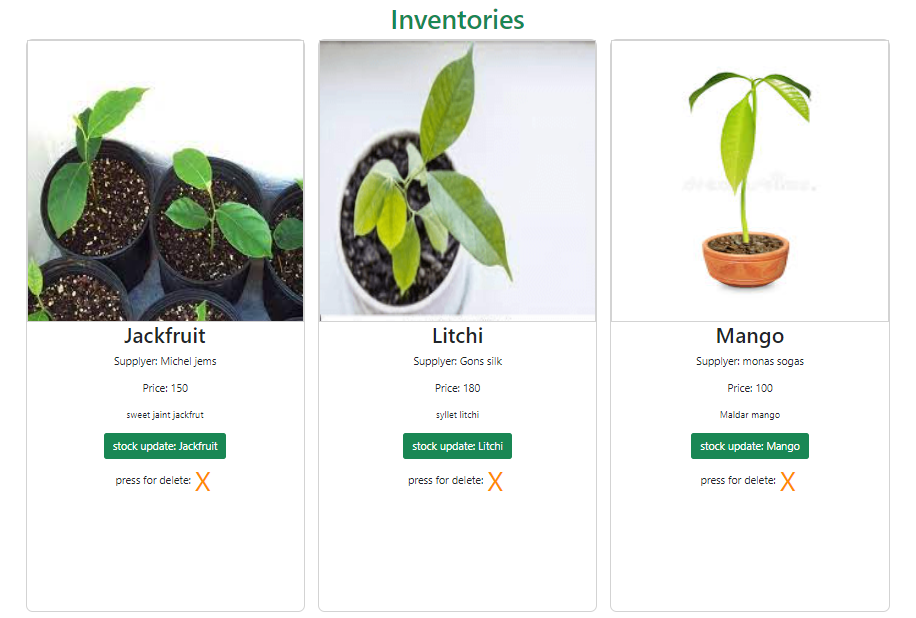 Inventories
Jackfruit
Supplyer: Michel jems
Price: 150
sweet jaint jackfrut
stock update: Jackfruit
press for delete: X
Litchi
Supplyer: Gons silk
Price: 180
syllet litchi
stock update: Litchi
press for delete: X
Mango
Supplyer: monas sogas
Price: 100
Maldar mango
stock update: Mango
press for delete: X